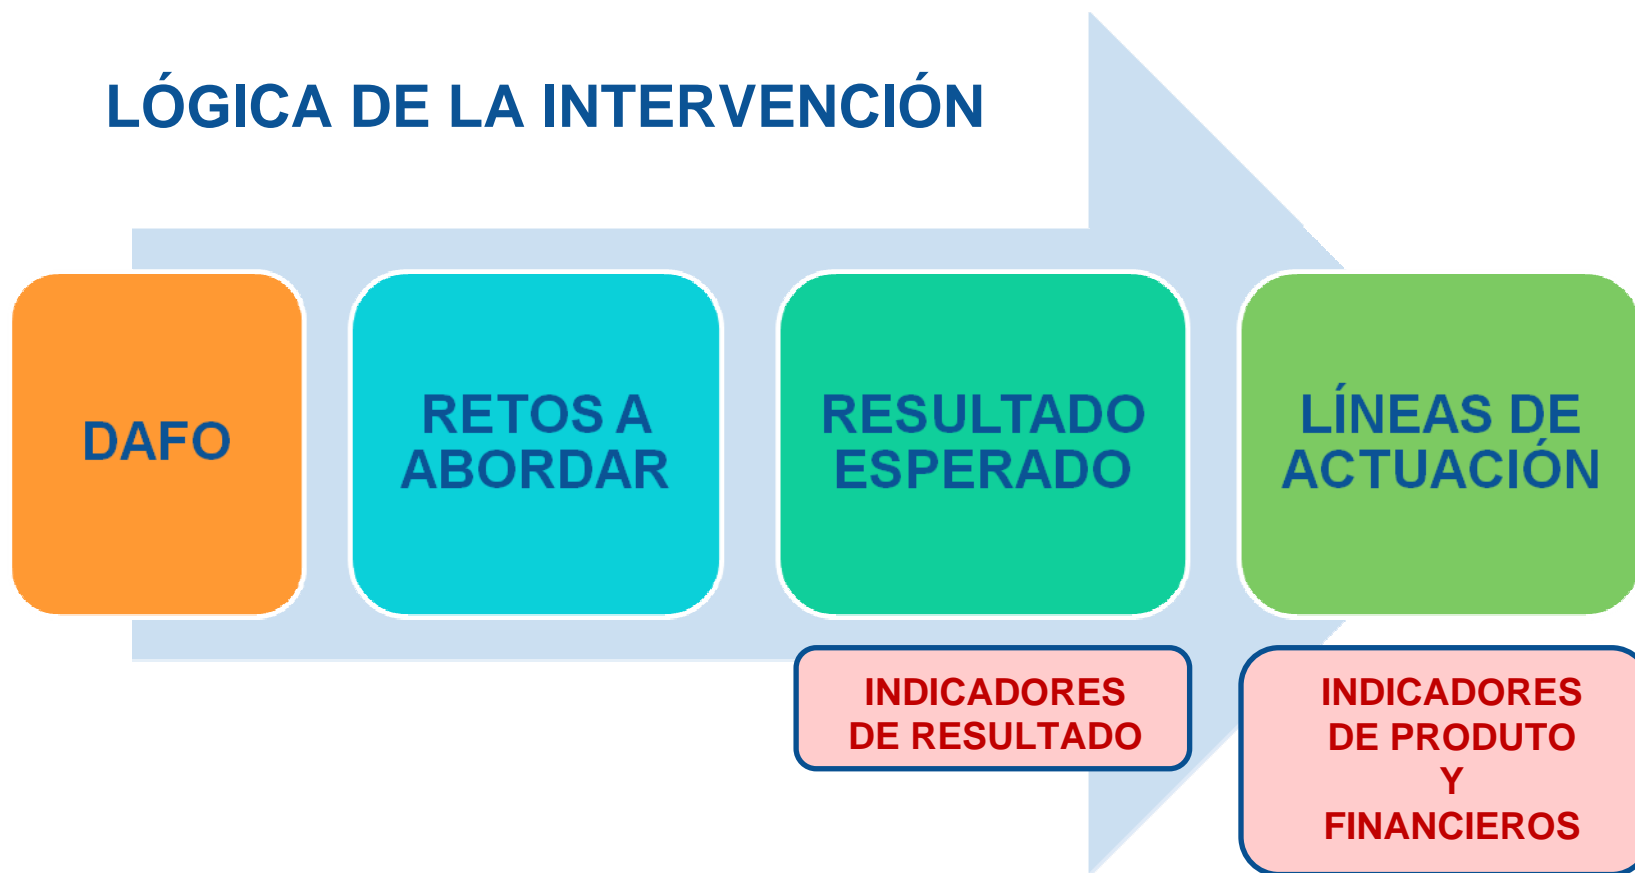 LÓGICA DE LA INTERVENCIÓN
DAFO
RETOS A
ABORDAR
RESULTADO
ESPERADO
LÍNEAS DE
ACTUACIÓN
INDICADORES
DE RESULTADO
INDICADORES
DE PRODUTO
Y
FINANCIEROS